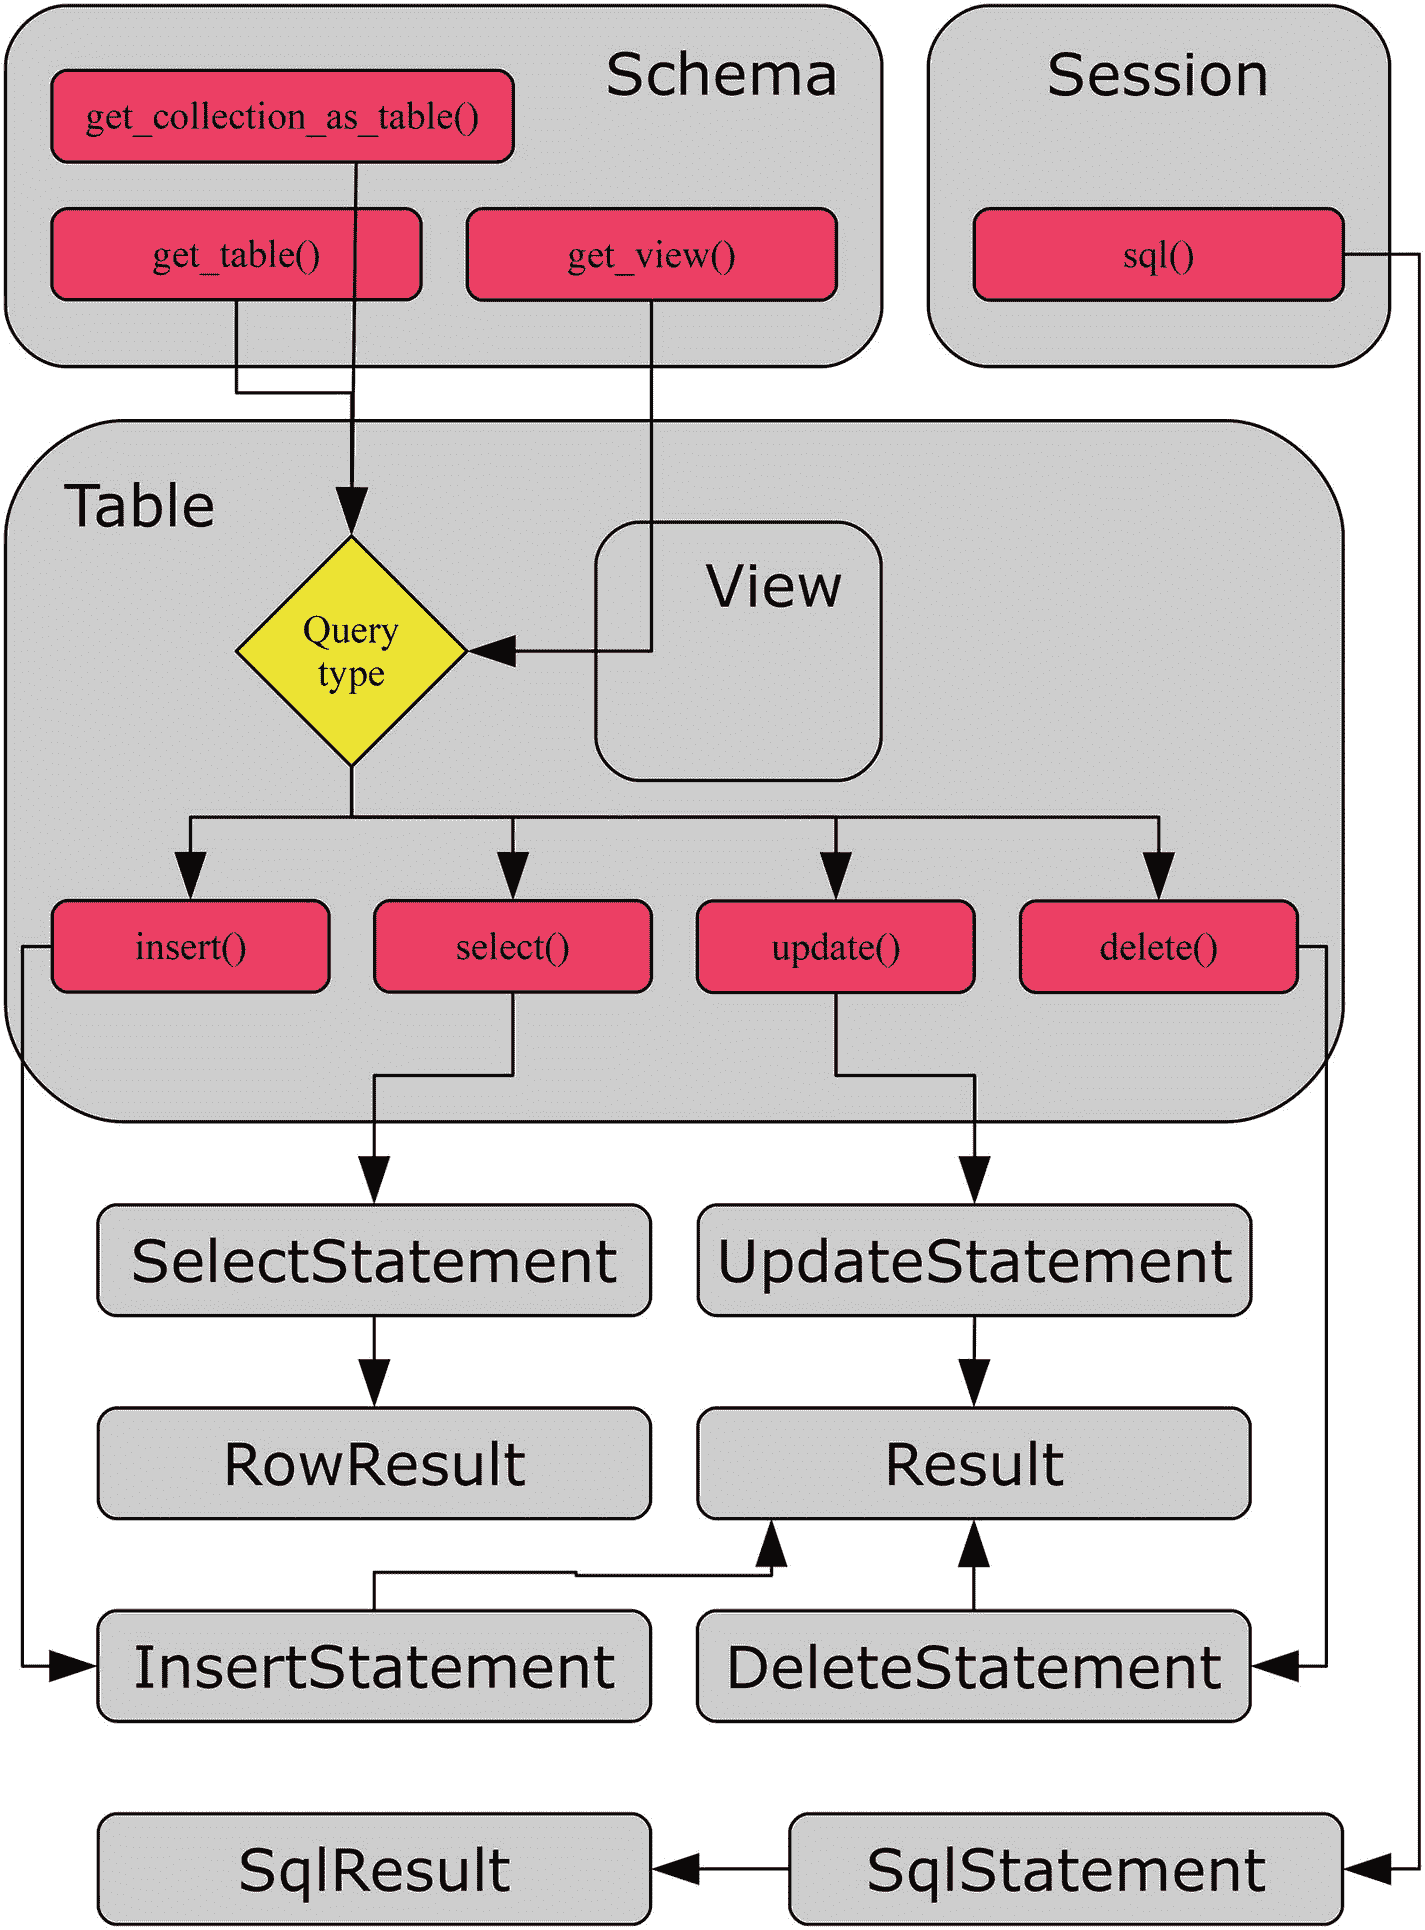 Schema
Session
get_collection_as_table()
get_table()
get_view()
sql()
Table
View
Query
type
insert()
select()
update()
delete()
SelectStatement
UpdateStatement
RowResult
Result
InsertStatement
DeleteStatement
SqlResult
SqlStatement